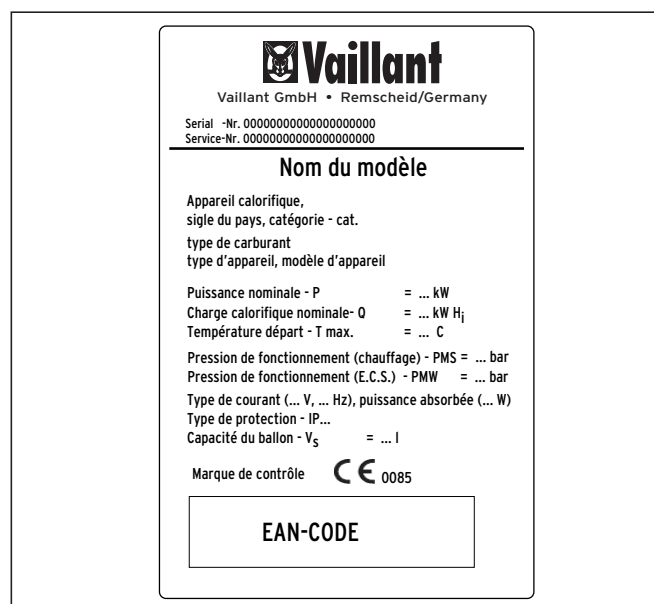 Vaillant
Vaillant GmbH • Remscheid/Germany
Serial -Nr. 00000000000000000000
Service-Nr. 00000000000000000000
Nom du modèle
Appareil calorifique,
sigle du pays, catégorie - cat.
type de carburant
type d'appareil, modèle d'appareil
Puissance nominale - P = ... kW
Charge calorifique nominale- Q = ... kW Hi
Température départ - T max. = ... C
Pression de fonctionnement (chauffage) - PMS = ... bar
Pression de fonctionnement (E.C.S.) - PMW = ... bar
Type de courant (... V, ... Hz), puissance absorbée (... W)
Type de protection - IP...
Capacité du ballon - VS = ... l
Marque de contrôle CE 0085
EAN-CODE